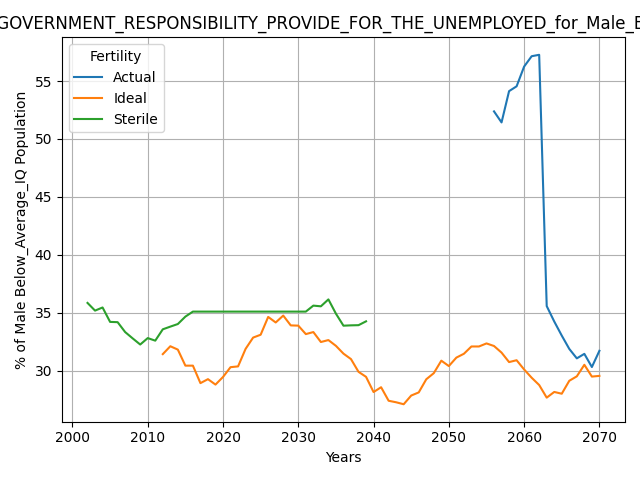 GOVERNMENT_RESPONSIBILITY_PROVIDE_FOR_THE_UNEMPLOYED_for_Male_
Fertility
Actual
Ideal
Sterile
% of Male Below_Average_IQ Population
55
50
45
40
35
30
2000 2010 2020 2030 2040 2050 2060 2070
Years